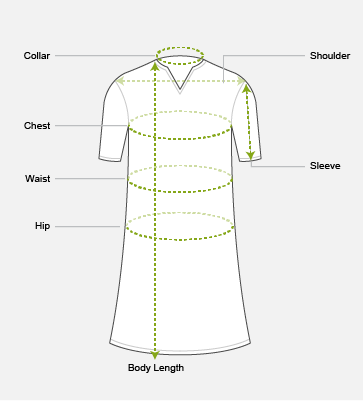 Collar
Shoulder
Chest
Sleeve
Waist
Hip
Body Length